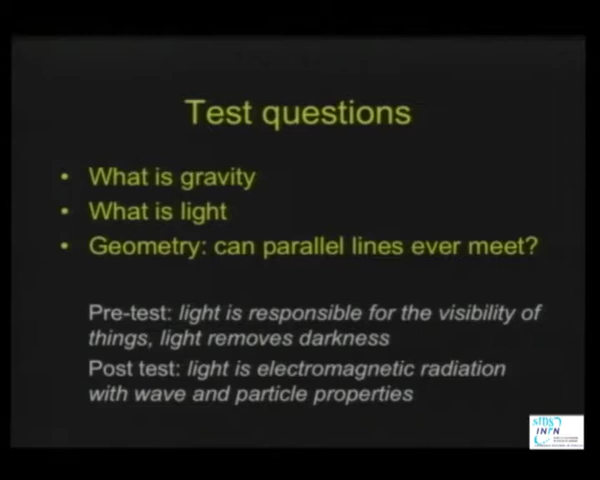 Test questions
• What is gravity
• What is light
• Geometry: can parallel lines ever meet?
Pre-test: light is responsible for the visibility of
things, light removes darkness
Post test: light is electromagnetic radiation
with wave and particle properties
SIDS
INFN